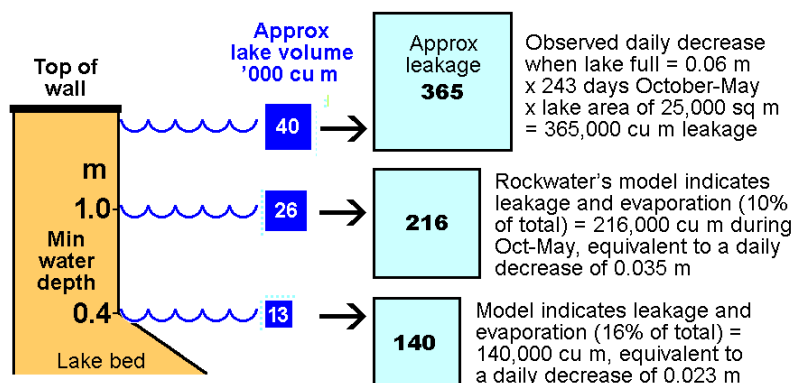 Approx
lake volume
'000 cu m
Top of
wall
m
1.0
Min
water
depth
0.4
Lake bed
40
26
13
Approx
leakage
365
Observed daily decrease
when lake full = 0.06 m
x 243 days October-May
x lake area of 25,000 sq m
= 365,000 cu m leakage
216
Rockwater's model indicates
leakage and evaporation (10%
of total) = 216,000 cu m during
Oct-May, equivalent to a daily
decrease of 0.035 m
140
Model indicates leakage and
evaporation (16% of total) =
140,000 cu m, equivalent to
a daily decrease of 0.023 m